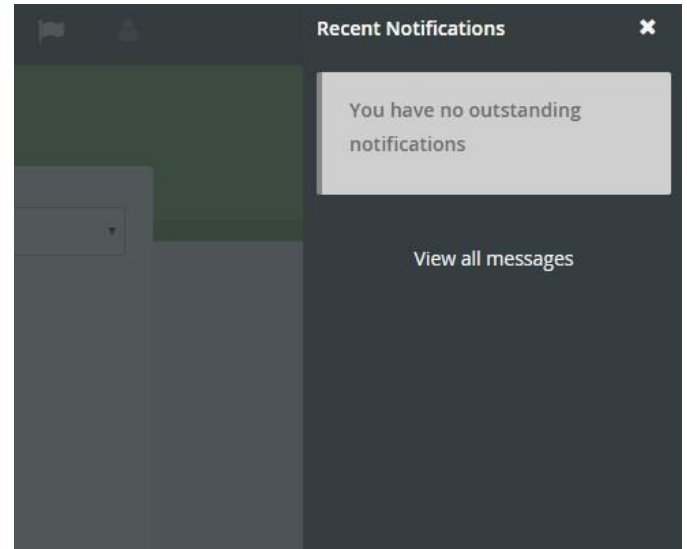 Recent Notifications
You have no outstanding
notifications
View all messages